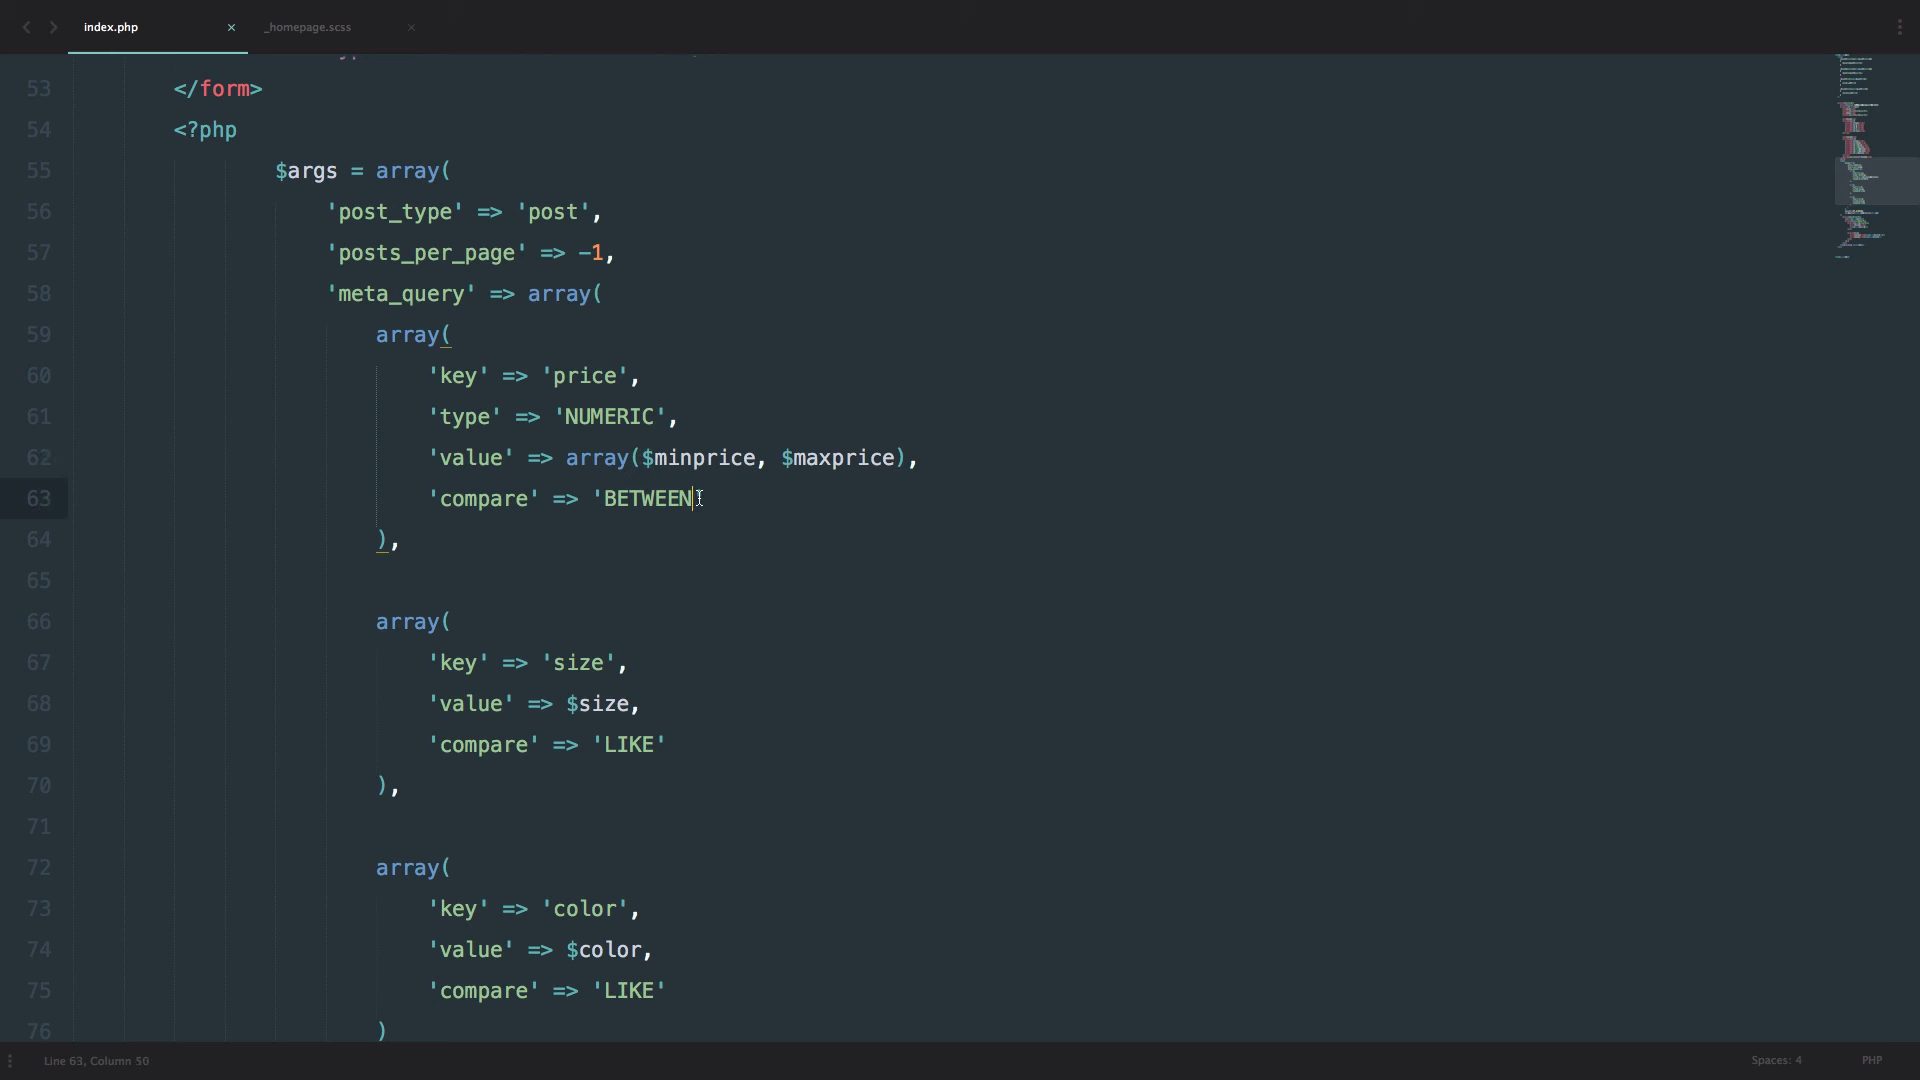 index.php × _homepage.scss ×
53 </form>
54 <?php
55 $args = array(
56 'post_type' => 'post',
57 'posts_per_page' => -1,
58 'meta_query' => array(
59 array(
60 'key' => 'price',
61 'type' => 'NUMERIC',
62 'value' => array($minprice, $maxprice),
63 'compare' => 'BETWEEN'
64 ),
65
66 array(
67 'key' => 'size',
68 'value' => $size,
69 'compare' => 'LIKE'
70 ),
71
72 array(
73 'key' => 'color',
74 'value' => $color,
75 'compare' => 'LIKE'
76 )
Line 63, Column 50 Spaces: 4 PHP